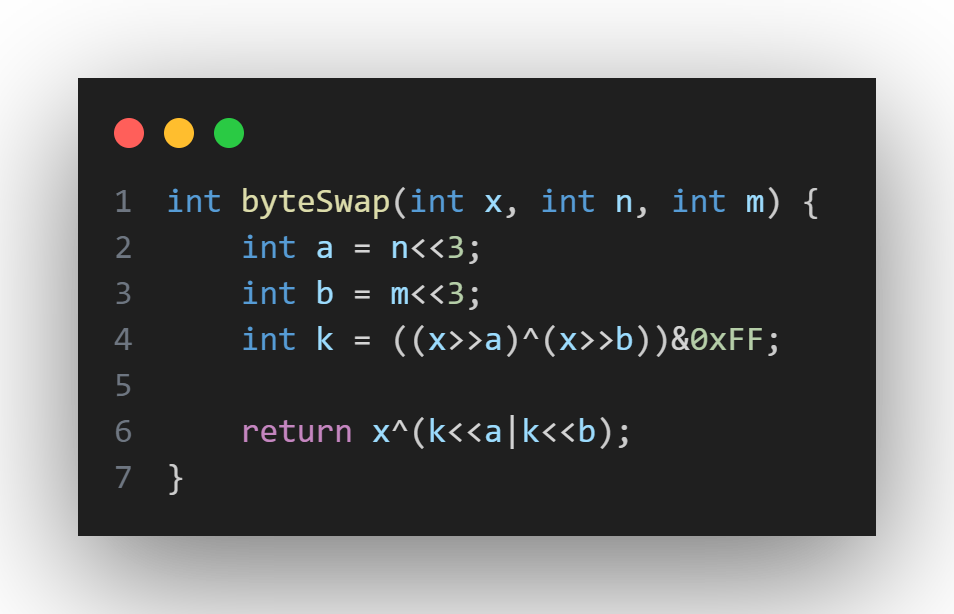 1 int byteSwap(int x, int n, int m) {
2     int a = n<<3;
3     int b = m<<3;
4     int k = ((x>>a)^(x>>b))&0xFF;
5
6     return x^(k<<a|k<<b);
7 }